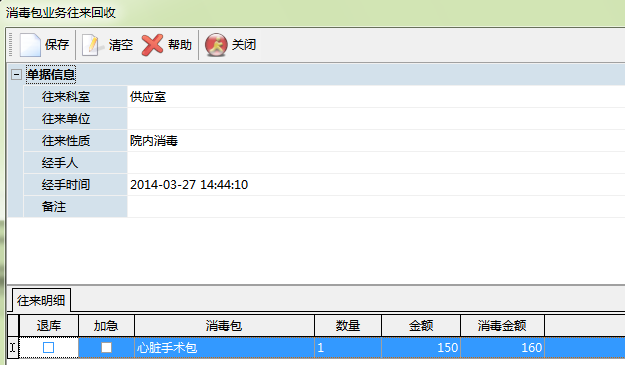 消毒包业务往来回收
保存 清空 帮助 关闭
单据信息
往来科室 供应室
往来单位
往来性质 院内消毒
经手人
经手时间 2014-03-27 14:44:10
备注
往来明细
退库 加急 消毒包 数量 金额 消毒金额
心脏手术包 1 150 160